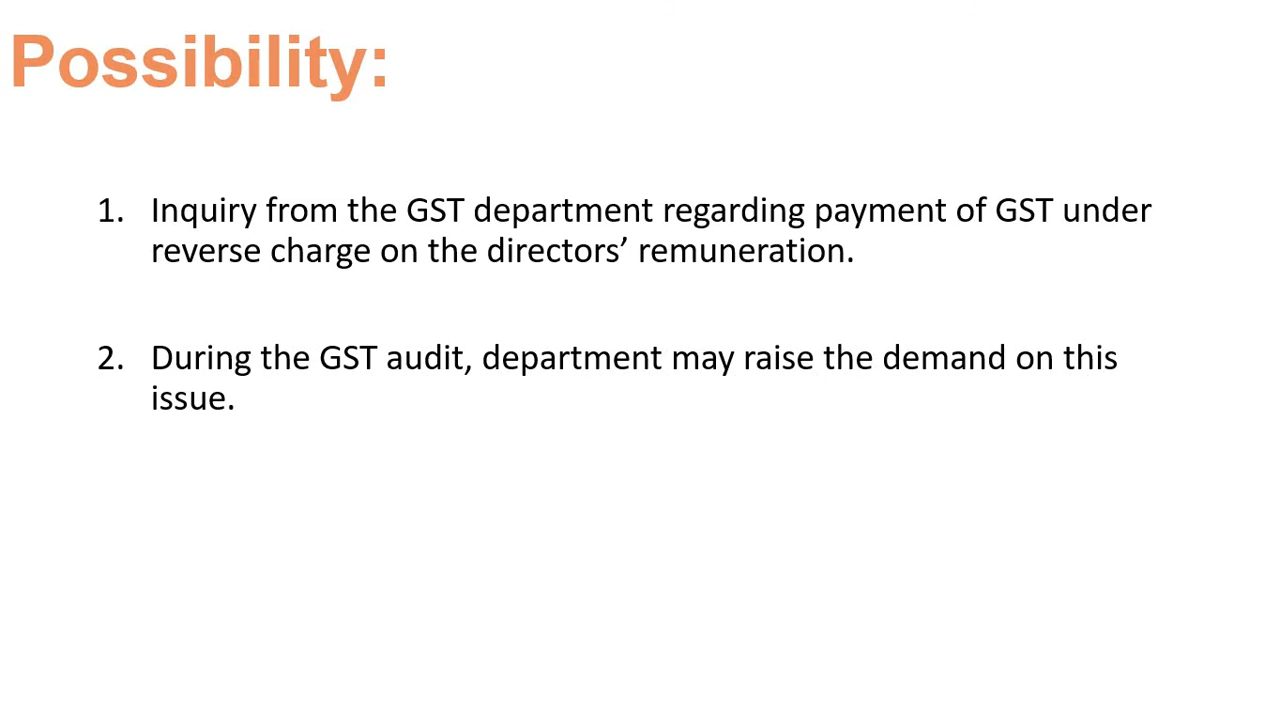 Possibility:
1. Inquiry from the GST department regarding payment of GST under
reverse charge on the directors’ remuneration.
2. During the GST audit, department may raise the demand on this
issue.